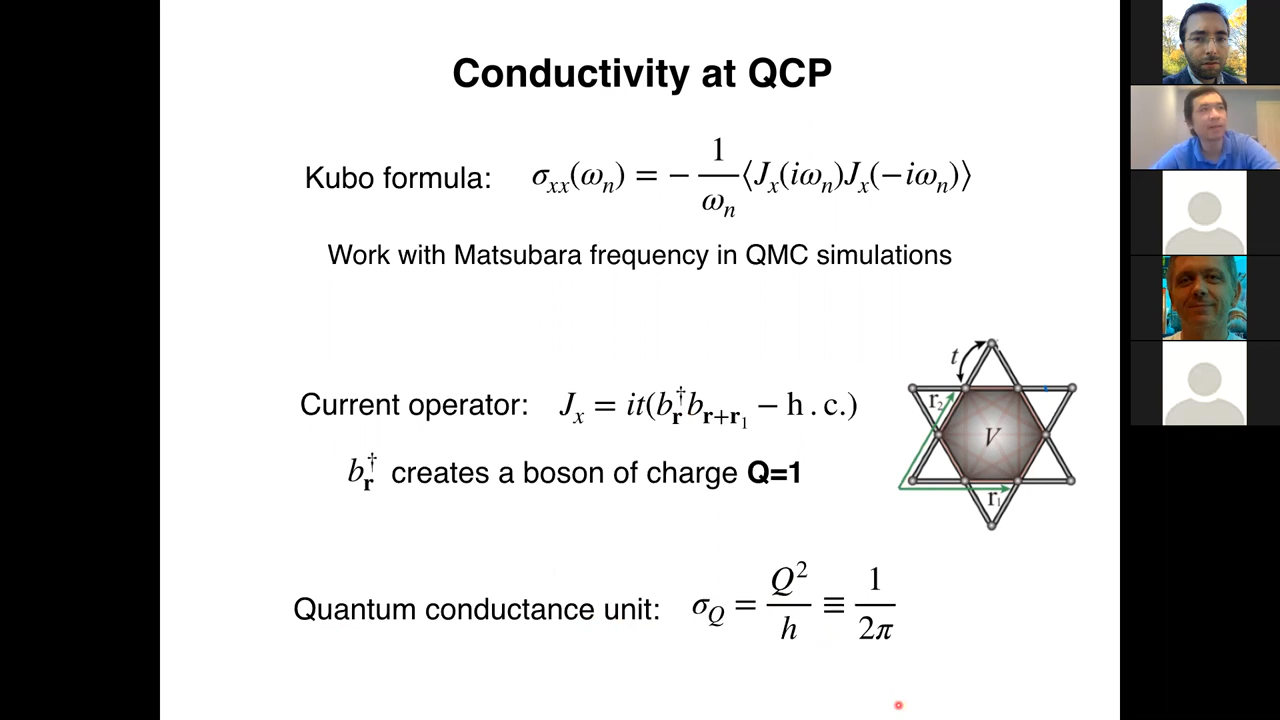 Conductivity at QCP
Kubo formula: σ_xx(ω_n) = − 1/ω_n ⟨J_x(iω_n)J_x(−iω_n)⟩
Work with Matsubara frequency in QMC simulations
Current operator: J_x = it(b_r^† b_{r+r_1} − h . c.)
b_r^† creates a boson of charge Q=1
t
r_2
V
r_1
Quantum conductance unit: σ_Q = Q^2/h ≡ 1/2π